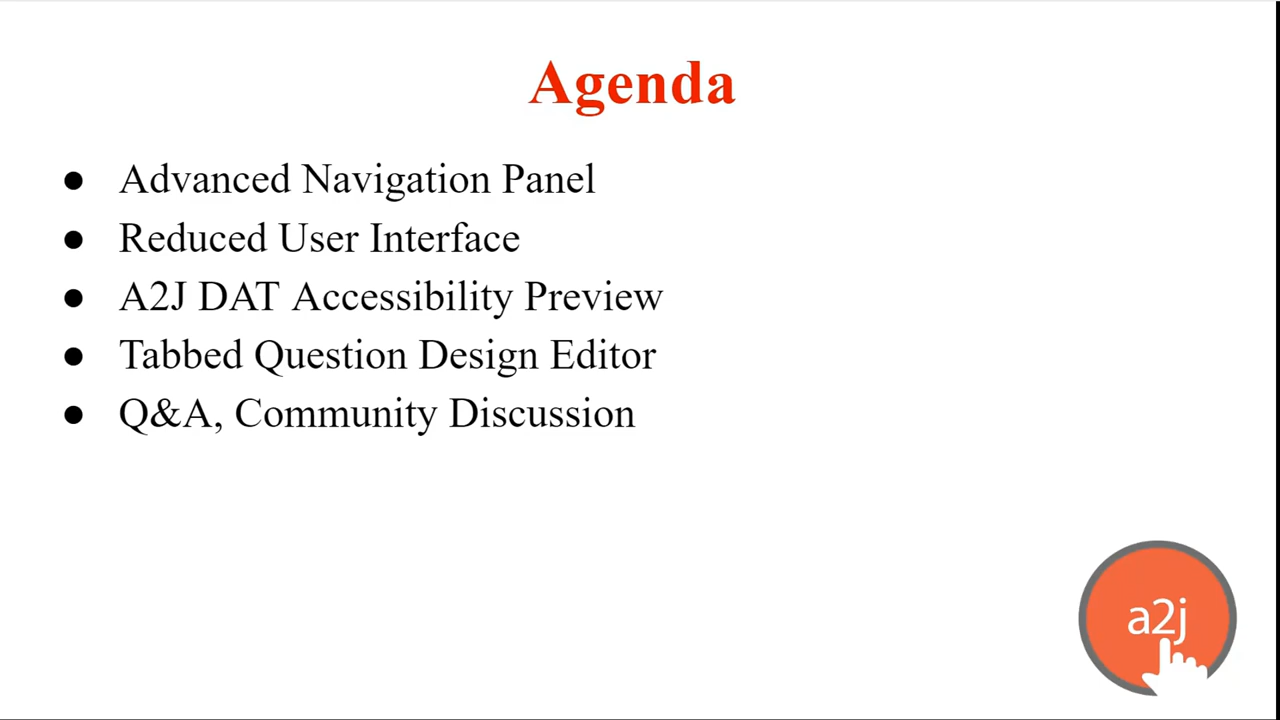 Agenda
● Advanced Navigation Panel
● Reduced User Interface
● A2J DAT Accessibility Preview
● Tabbed Question Design Editor
● Q&A, Community Discussion
a2j